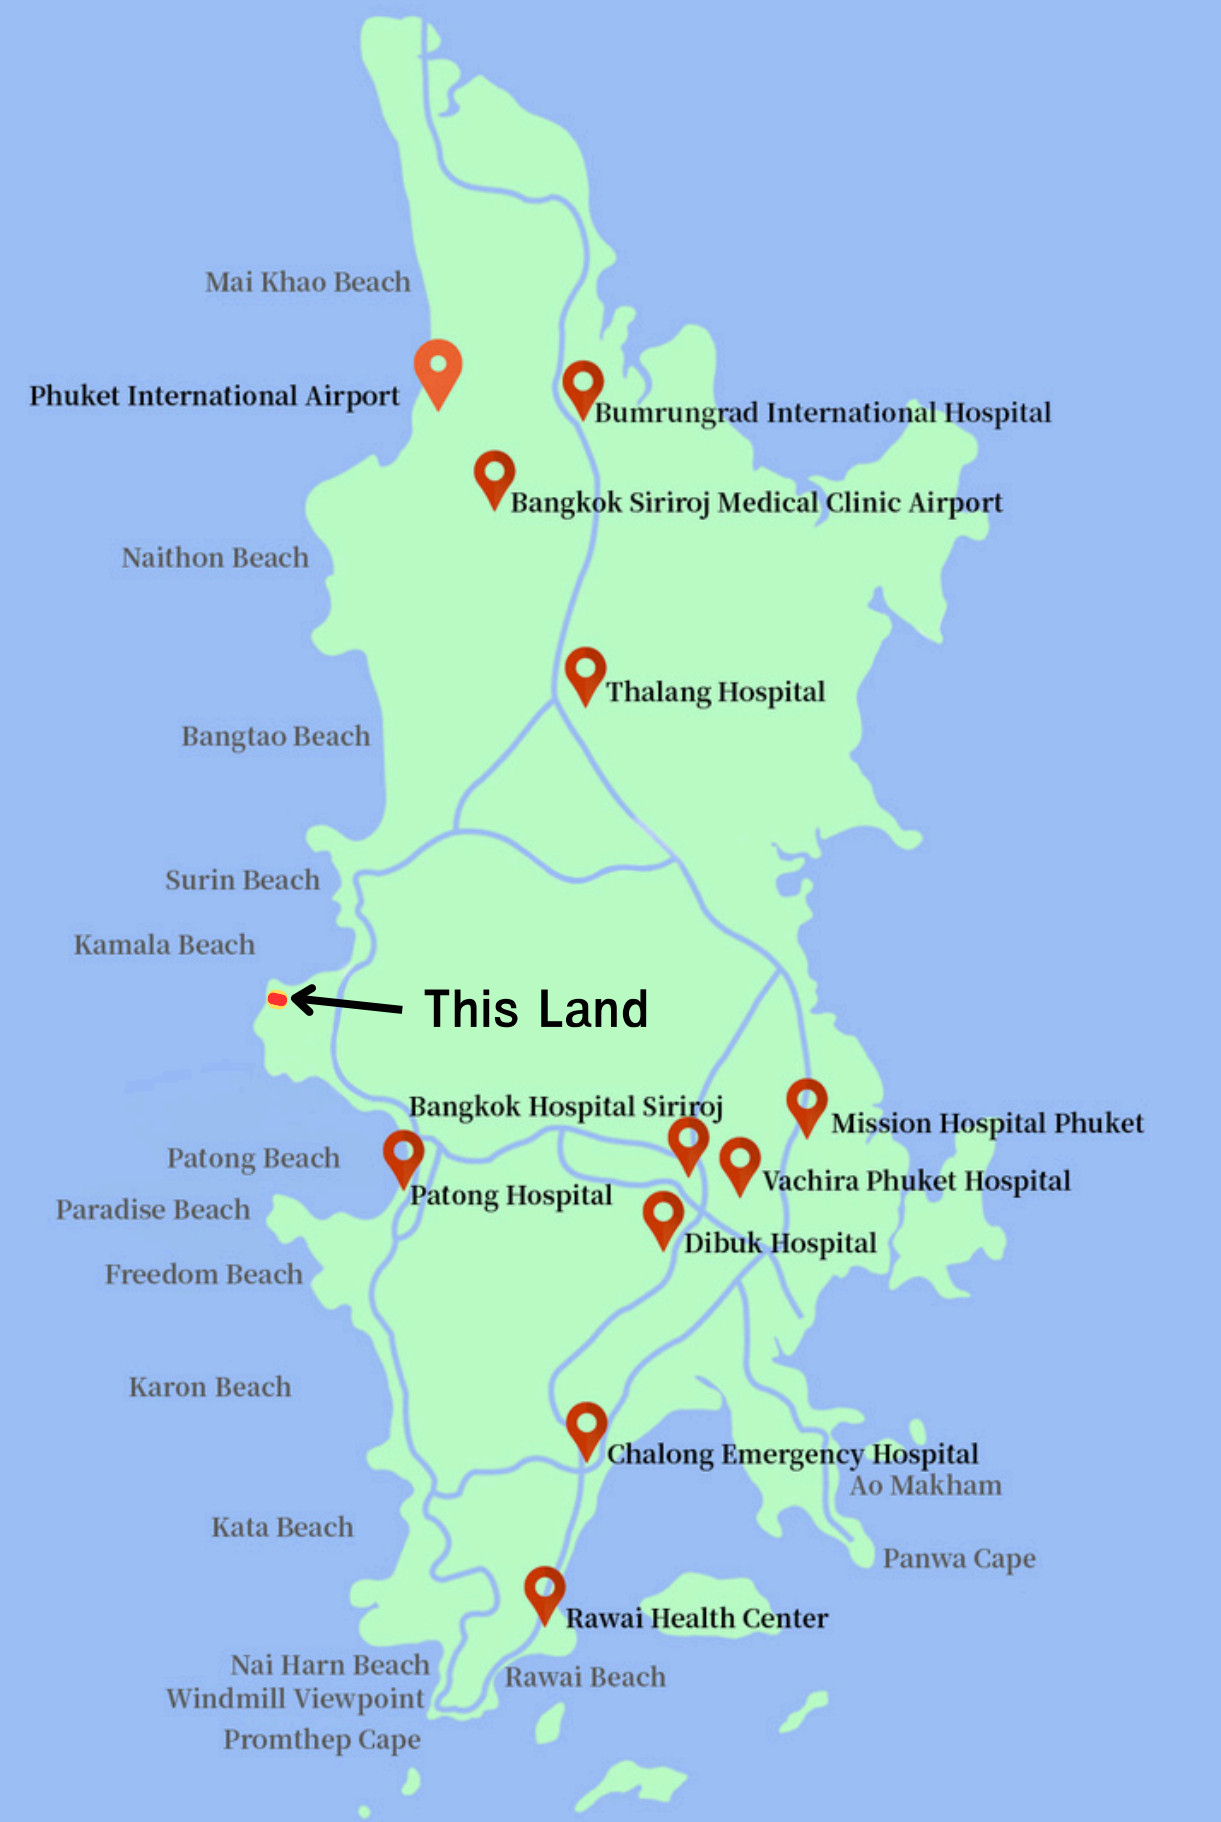 Mai Khao Beach
Phuket International Airport
Bumrungrad International Hospital
Bangkok Siriroj Medical Clinic Airport
Naithon Beach
Thalang Hospital
Bangtao Beach
Surin Beach
Kamala Beach
This Land
Bangkok Hospital Siriroj
Mission Hospital Phuket
Patong Beach
Vachira Phuket Hospital
Patong Hospital
Paradise Beach
Dibuk Hospital
Freedom Beach
Karon Beach
Chalong Emergency Hospital
Ao Makham
Kata Beach
Panwa Cape
Rawai Health Center
Nai Harn Beach
Rawai Beach
Windmill Viewpoint
Promthep Cape